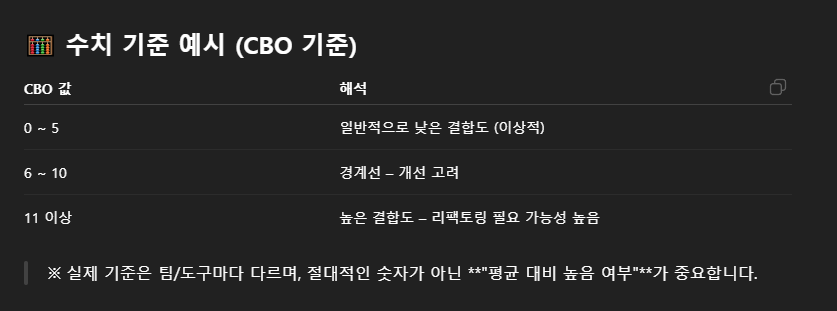 수치 기준 예시 (CBO 기준)
CBO 값 해석
0 ~ 5 일반적으로 낮은 결합도 (이상적)
6 ~ 10 경계선 – 개선 고려
11 이상 높은 결합도 – 리팩토링 필요 가능성 높음
※ 실제 기준은 팀/도구마다 다르며, 절대적인 숫자가 아닌 **"평균 대비 높음 여부"**가 중요합니다.